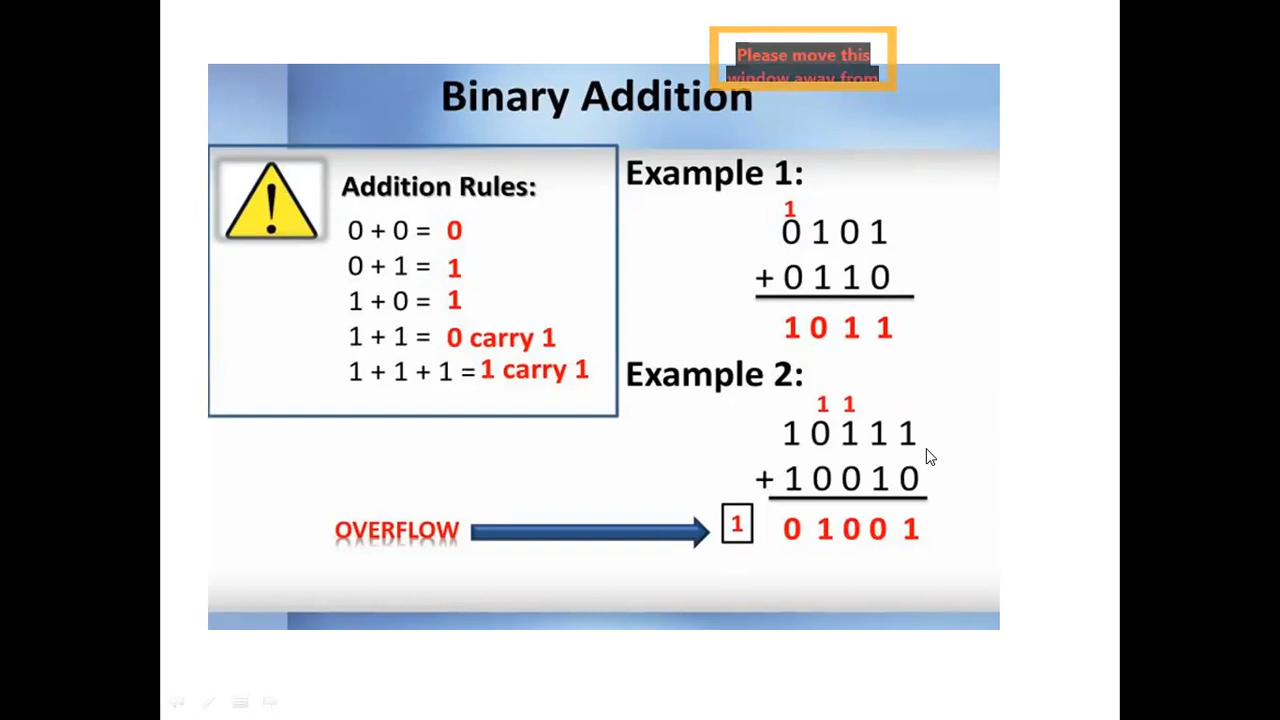 Please move this
window away from
Binary Addition
Addition Rules:
0 + 0 = 0
0 + 1 = 1
1 + 0 = 1
1 + 1 = 0 carry 1
1 + 1 + 1 = 1 carry 1
Example 1:
1
0 1 0 1
+ 0 1 1 0
1 0 1 1
Example 2:
1 1
1 0 1 1 1
+ 1 0 0 1 0
OVERFLOW 1 0 1 0 0 1